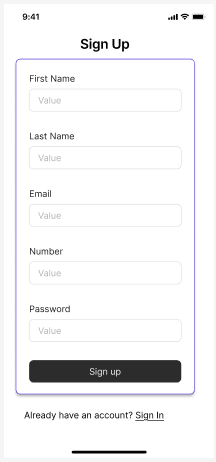 9:41
Sign Up
First Name
Value
Last Name
Value
Email
Value
Number
Value
Password
Value
Sign up
Already have an account? Sign In